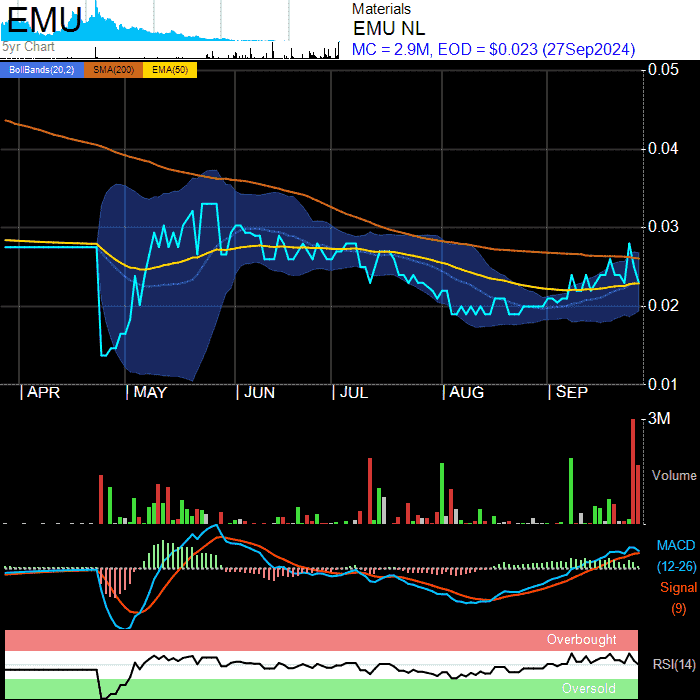 EMU
5yr Chart
Materials
EMU NL
MC = 2.9M, EOD = $0.023 (27Sep2024)
BollBands(20,2) SMA(200) EMA(50)
0.05
0.04
0.03
0.02
0.01
APR MAY JUN JUL AUG SEP
3M
Volume
MACD
(12-26)
Signal
(9)
Overbought
RSI(14)
Oversold